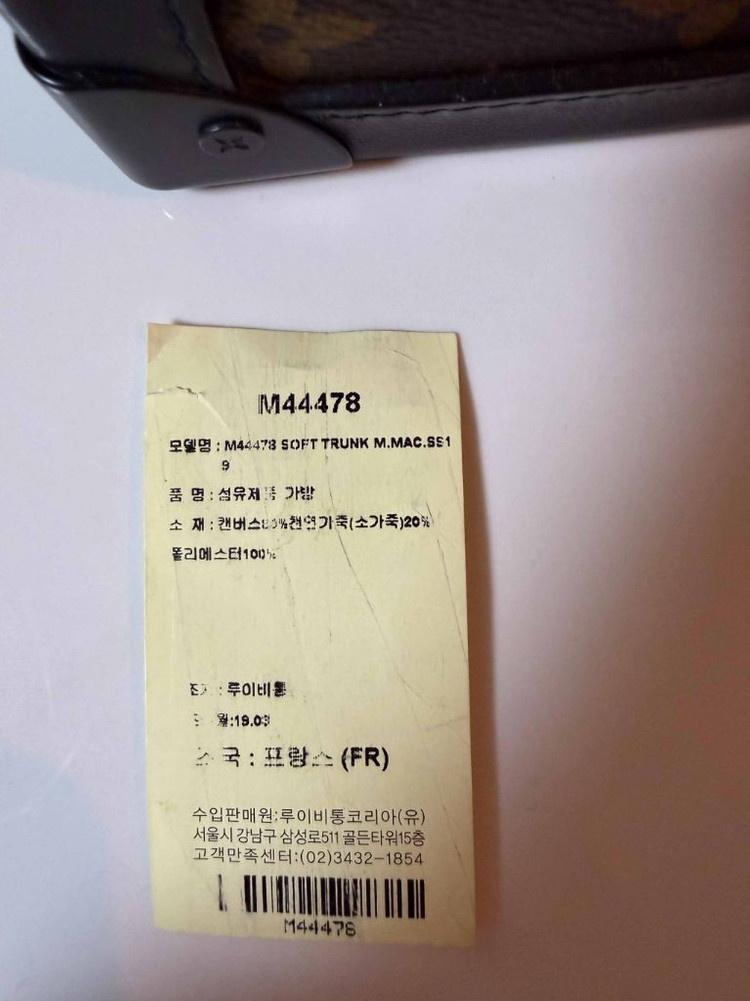 M44478
모델명 : M44478 SOFT TRUNK M.MAC.SS1
9
품 명 : 섬유제품 가방
소 재 : 캔버스80%천연가죽(소가죽)20%
폴리에스터100%
: 루이비통
월:19.03
국 : 프랑스 (FR)
수입판매원:루이비통코리아(유)
서울시 강남구 삼성로511 골든타워15층
고객만족센터:(02)3432-1854
M44478